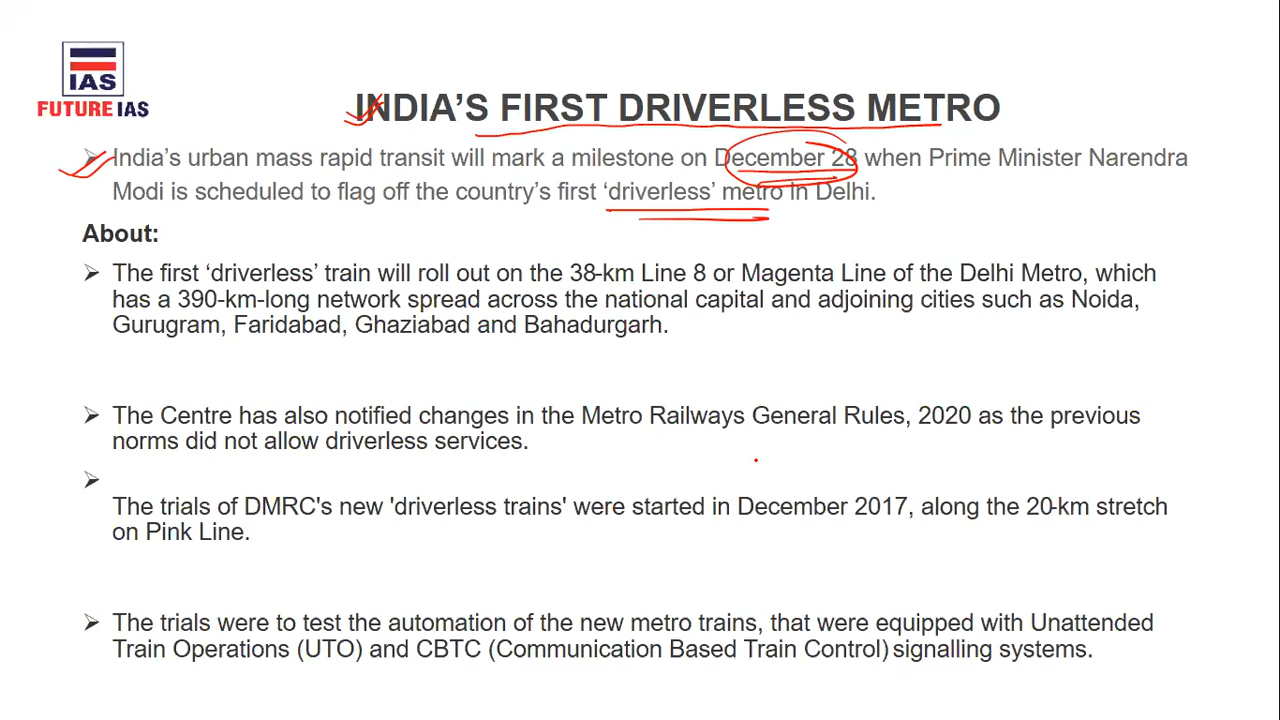 IAS
FUTURE IAS
INDIA’S FIRST DRIVERLESS METRO
➢ India’s urban mass rapid transit will mark a milestone on December 28 when Prime Minister Narendra
Modi is scheduled to flag off the country’s first ‘driverless’ metro in Delhi.
About:
➢ The first ‘driverless’ train will roll out on the 38-km Line 8 or Magenta Line of the Delhi Metro, which
has a 390-km-long network spread across the national capital and adjoining cities such as Noida,
Gurugram, Faridabad, Ghaziabad and Bahadurgarh.
➢ The Centre has also notified changes in the Metro Railways General Rules, 2020 as the previous
norms did not allow driverless services.
➢
The trials of DMRC's new 'driverless trains' were started in December 2017, along the 20-km stretch
on Pink Line.
➢ The trials were to test the automation of the new metro trains, that were equipped with Unattended
Train Operations (UTO) and CBTC (Communication Based Train Control) signalling systems.